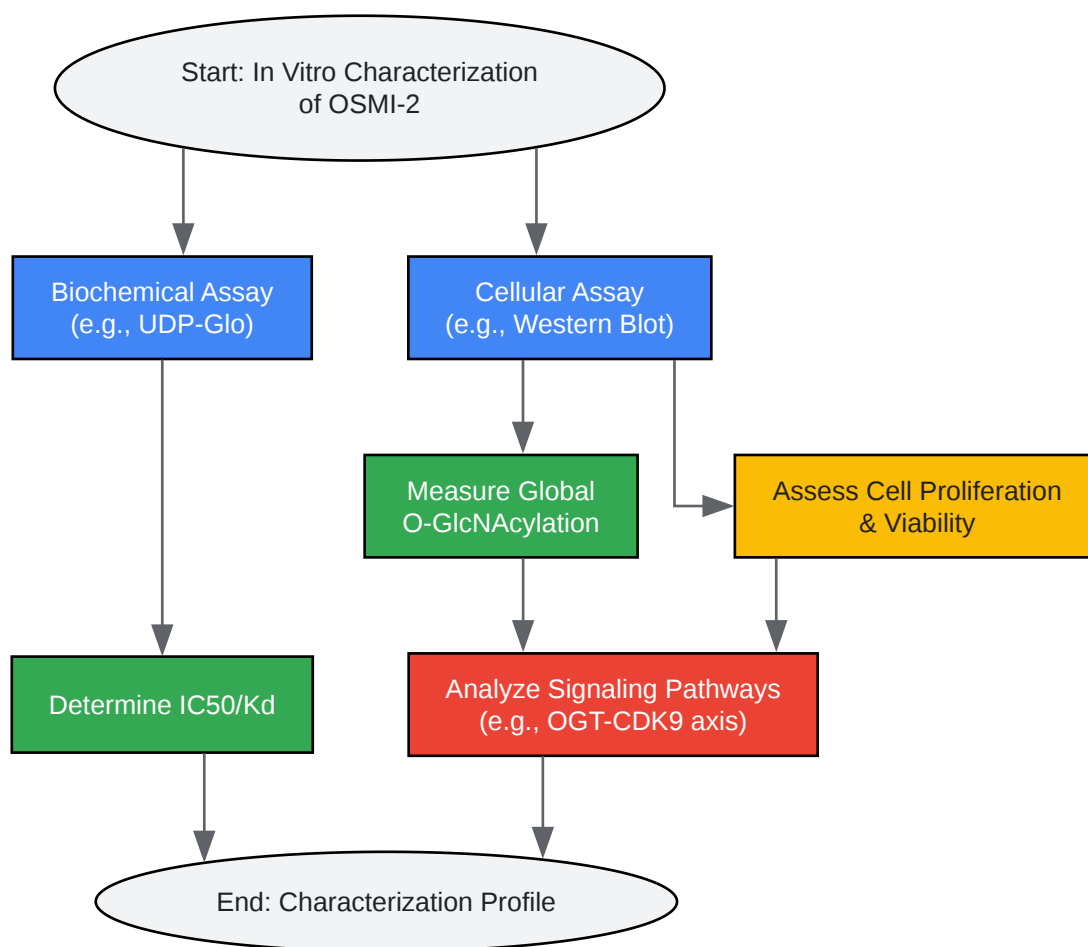 Start: In Vitro Characterization
of OSMI-2
Biochemical Assay
(e.g., UDP-Glo)
Cellular Assay
(e.g., Western Blot)
Measure Global
O-GlcNAcylation
Assess Cell Proliferation
& Viability
Determine IC50/Kd
Analyze Signaling Pathways
(e.g., OGT-CDK9 axis)
End: Characterization Profile